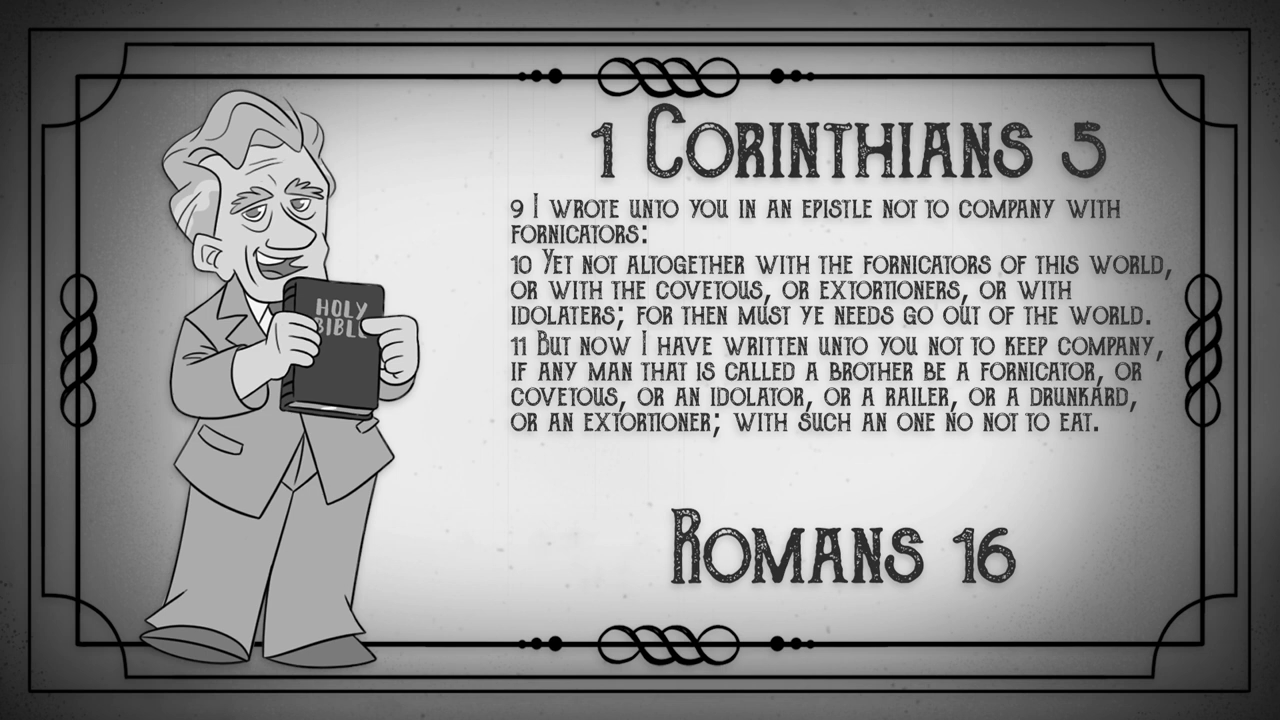 HOLY
BIBLE
1 Corinthians 5
9 I wrote unto you in an epistle not to company with
fornicators:
10 Yet not altogether with the fornicators of this world,
or with the covetous, or extortioners, or with
idolaters; for then must ye needs go out of the world.
11 But now I have written unto you not to keep company,
if any man that is called a brother be a fornicator, or
covetous, or an idolator, or a railer, or a drunkard,
or an extortioner; with such an one no not to eat.
Romans 16